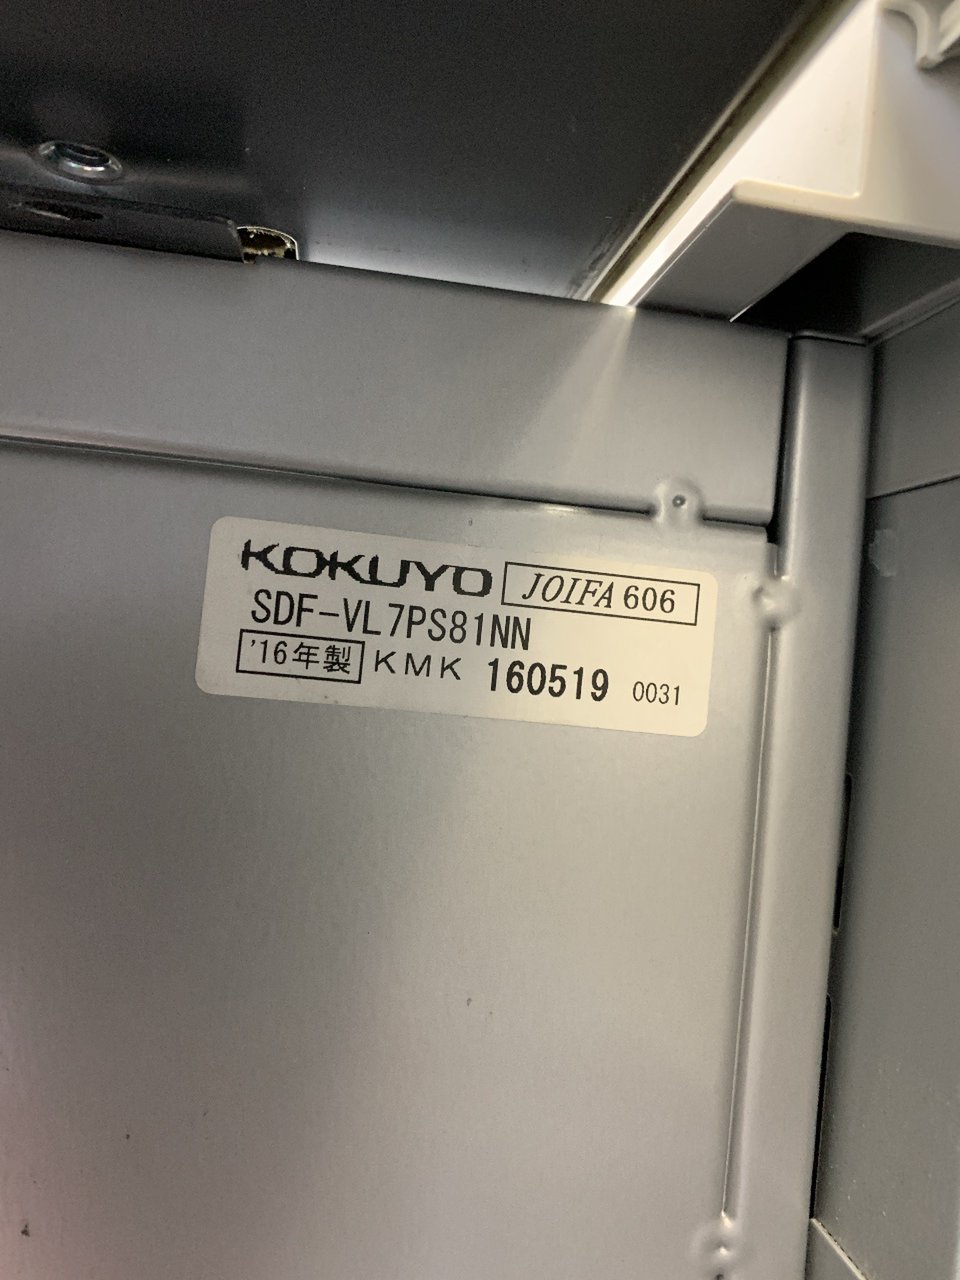 KOKUYO JOIFA 606
SDF-VL7PS81NN
'16年製 KMK 160519 0031